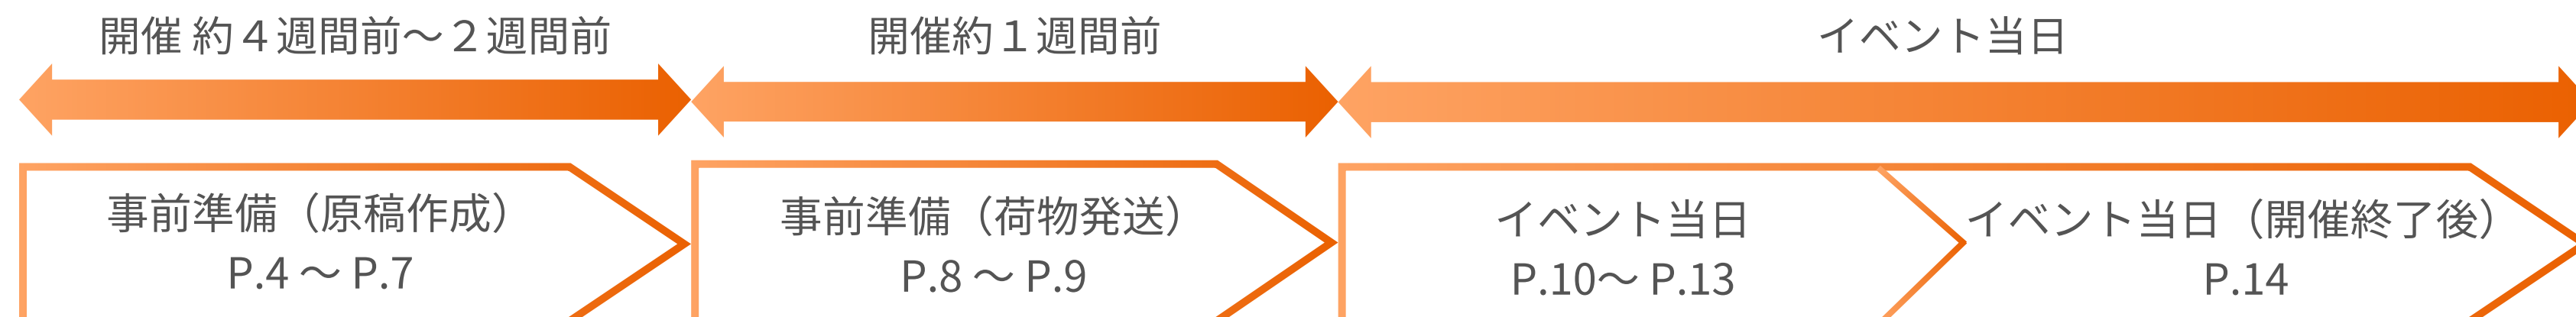 開催約４週間前～２週間前
開催約１週間前
イベント当日
事前準備（原稿作成）
P.4 ～ P.7
事前準備（荷物発送）
P.8 ～ P.9
イベント当日
P.10～ P.13
イベント当日（開催終了後）
P.14